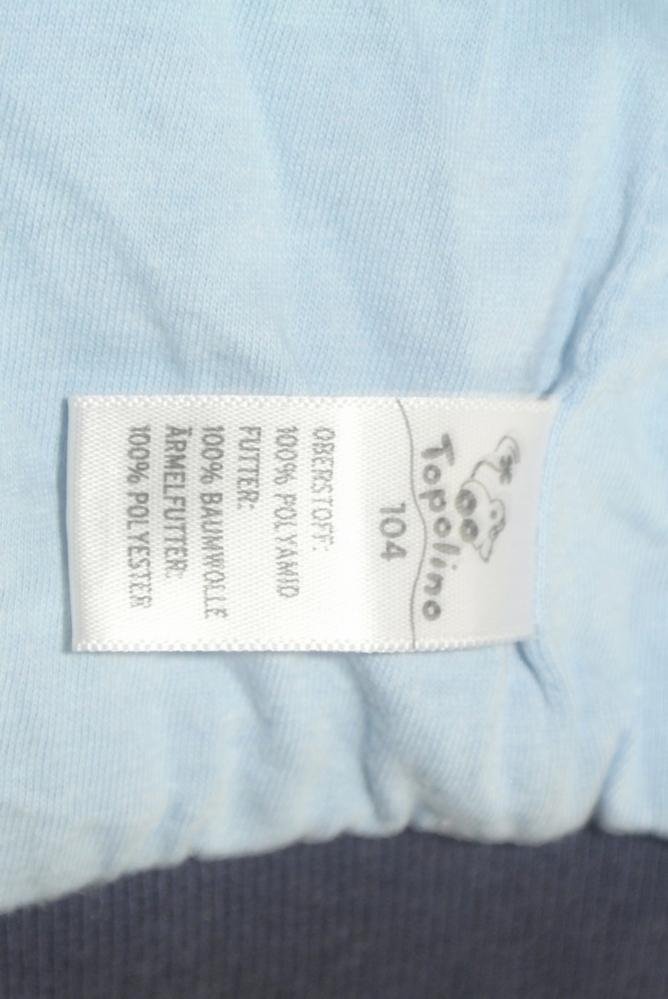 Topolino
104
OBERSTOFF:
100% POLYAMID
FUTTER:
100% BAUMWOLLE
ÄRMELFUTTER:
100% POLYESTER